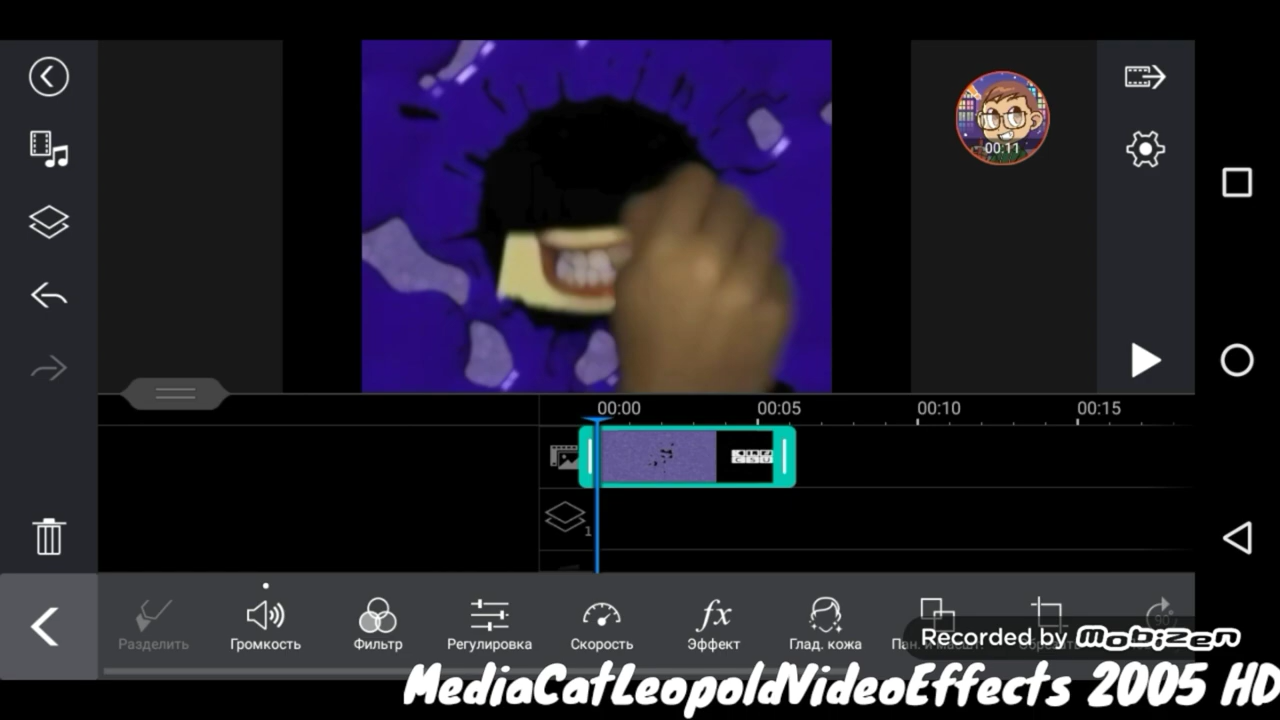 00:11
00:00 00:05 00:10 00:15
1
Разделить Громкость Фильтр Регулировка Скорость Эффект Глад. кожа
Recorded by Mobizen
MediaCatLeopoldVideoEffects 2005 HD